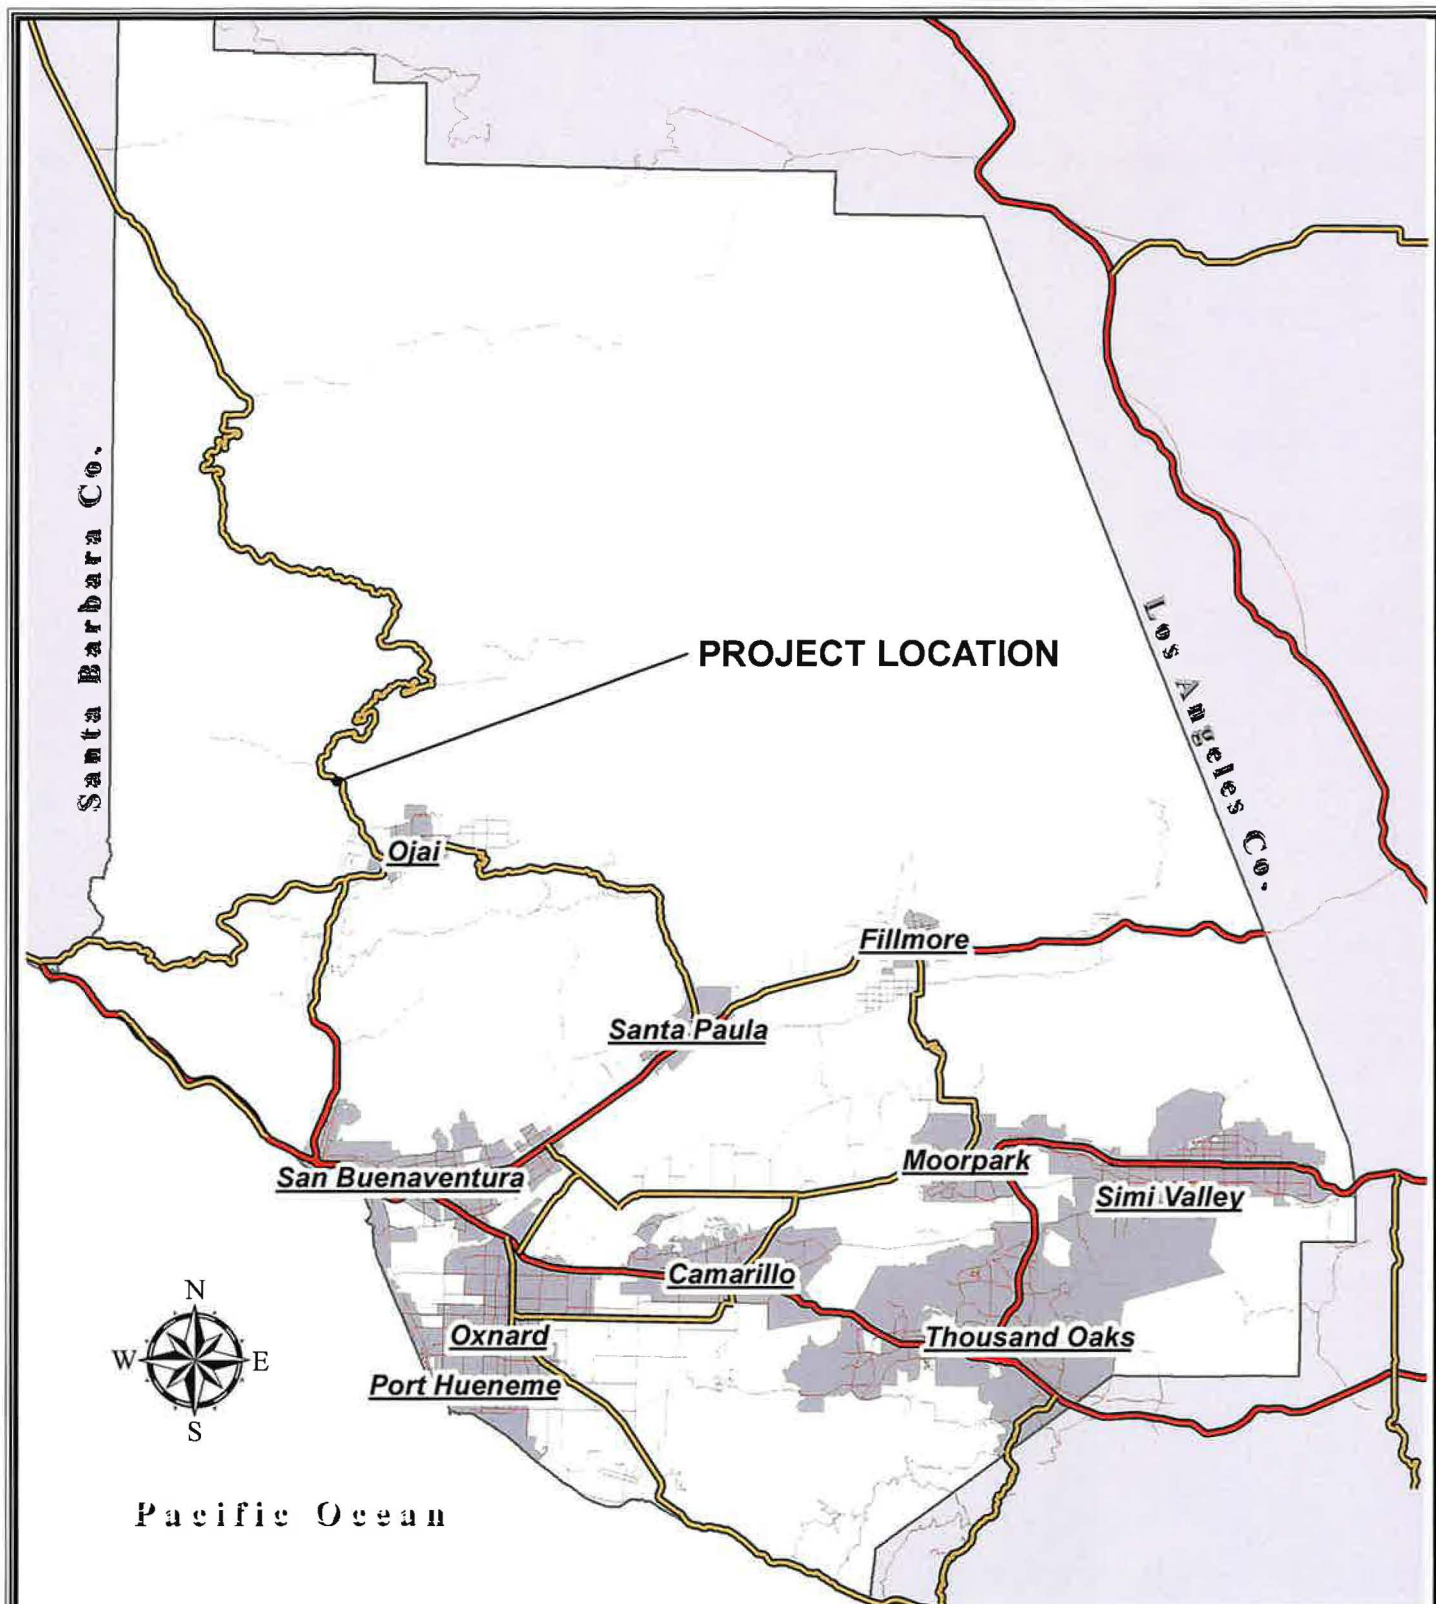 Santa Barbara Co.
PROJECT LOCATION
Los Angeles Co.
Ojai
Fillmore
Santa Paula
San Buenaventura
Moorpark
Simi Valley
Camarillo
Oxnard
Thousand Oaks
Port Hueneme
N
W E
S
Pacific Ocean